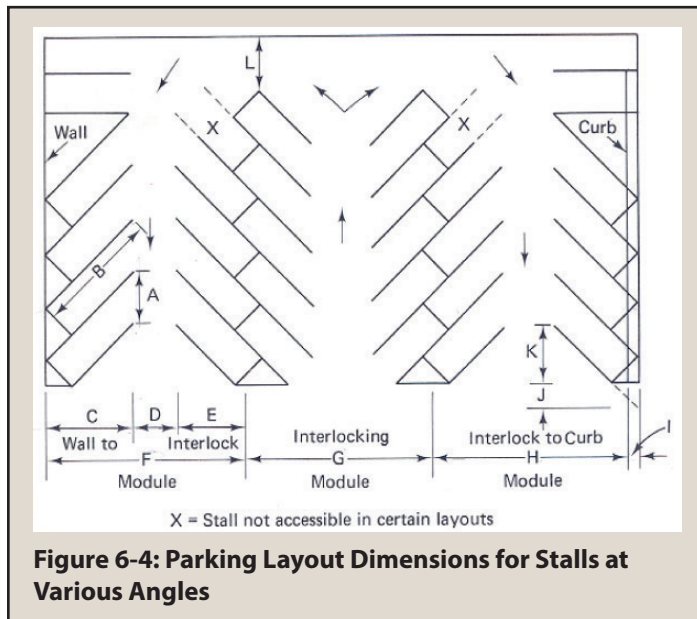 L
X
X
Wall
Curb
B
A
K
J
I
C
D
E
Wall to
Interlock
Interlocking
Interlock to Curb
F
G
H
Module
Module
Module
X = Stall not accessible in certain layouts
Figure 6-4: Parking Layout Dimensions for Stalls at
Various Angles